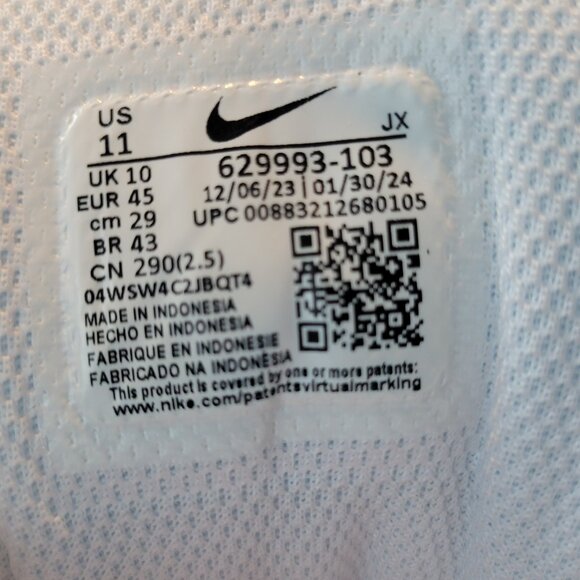 US
11
JX
629993-103
UK 10
12/06/23 | 01/30/24
EUR 45
UPC 00883212680105
cm 29
BR 43
CN 290(2.5)
04WSW4C2JBQT4
MADE IN INDONESIA
HECHO EN INDONESIA
FABRIQUE EN INDONESIE
FABRICADO NA INDONÉSIA
This product is covered by one or more patents:
www.nike.com/patentsvirtualmarking